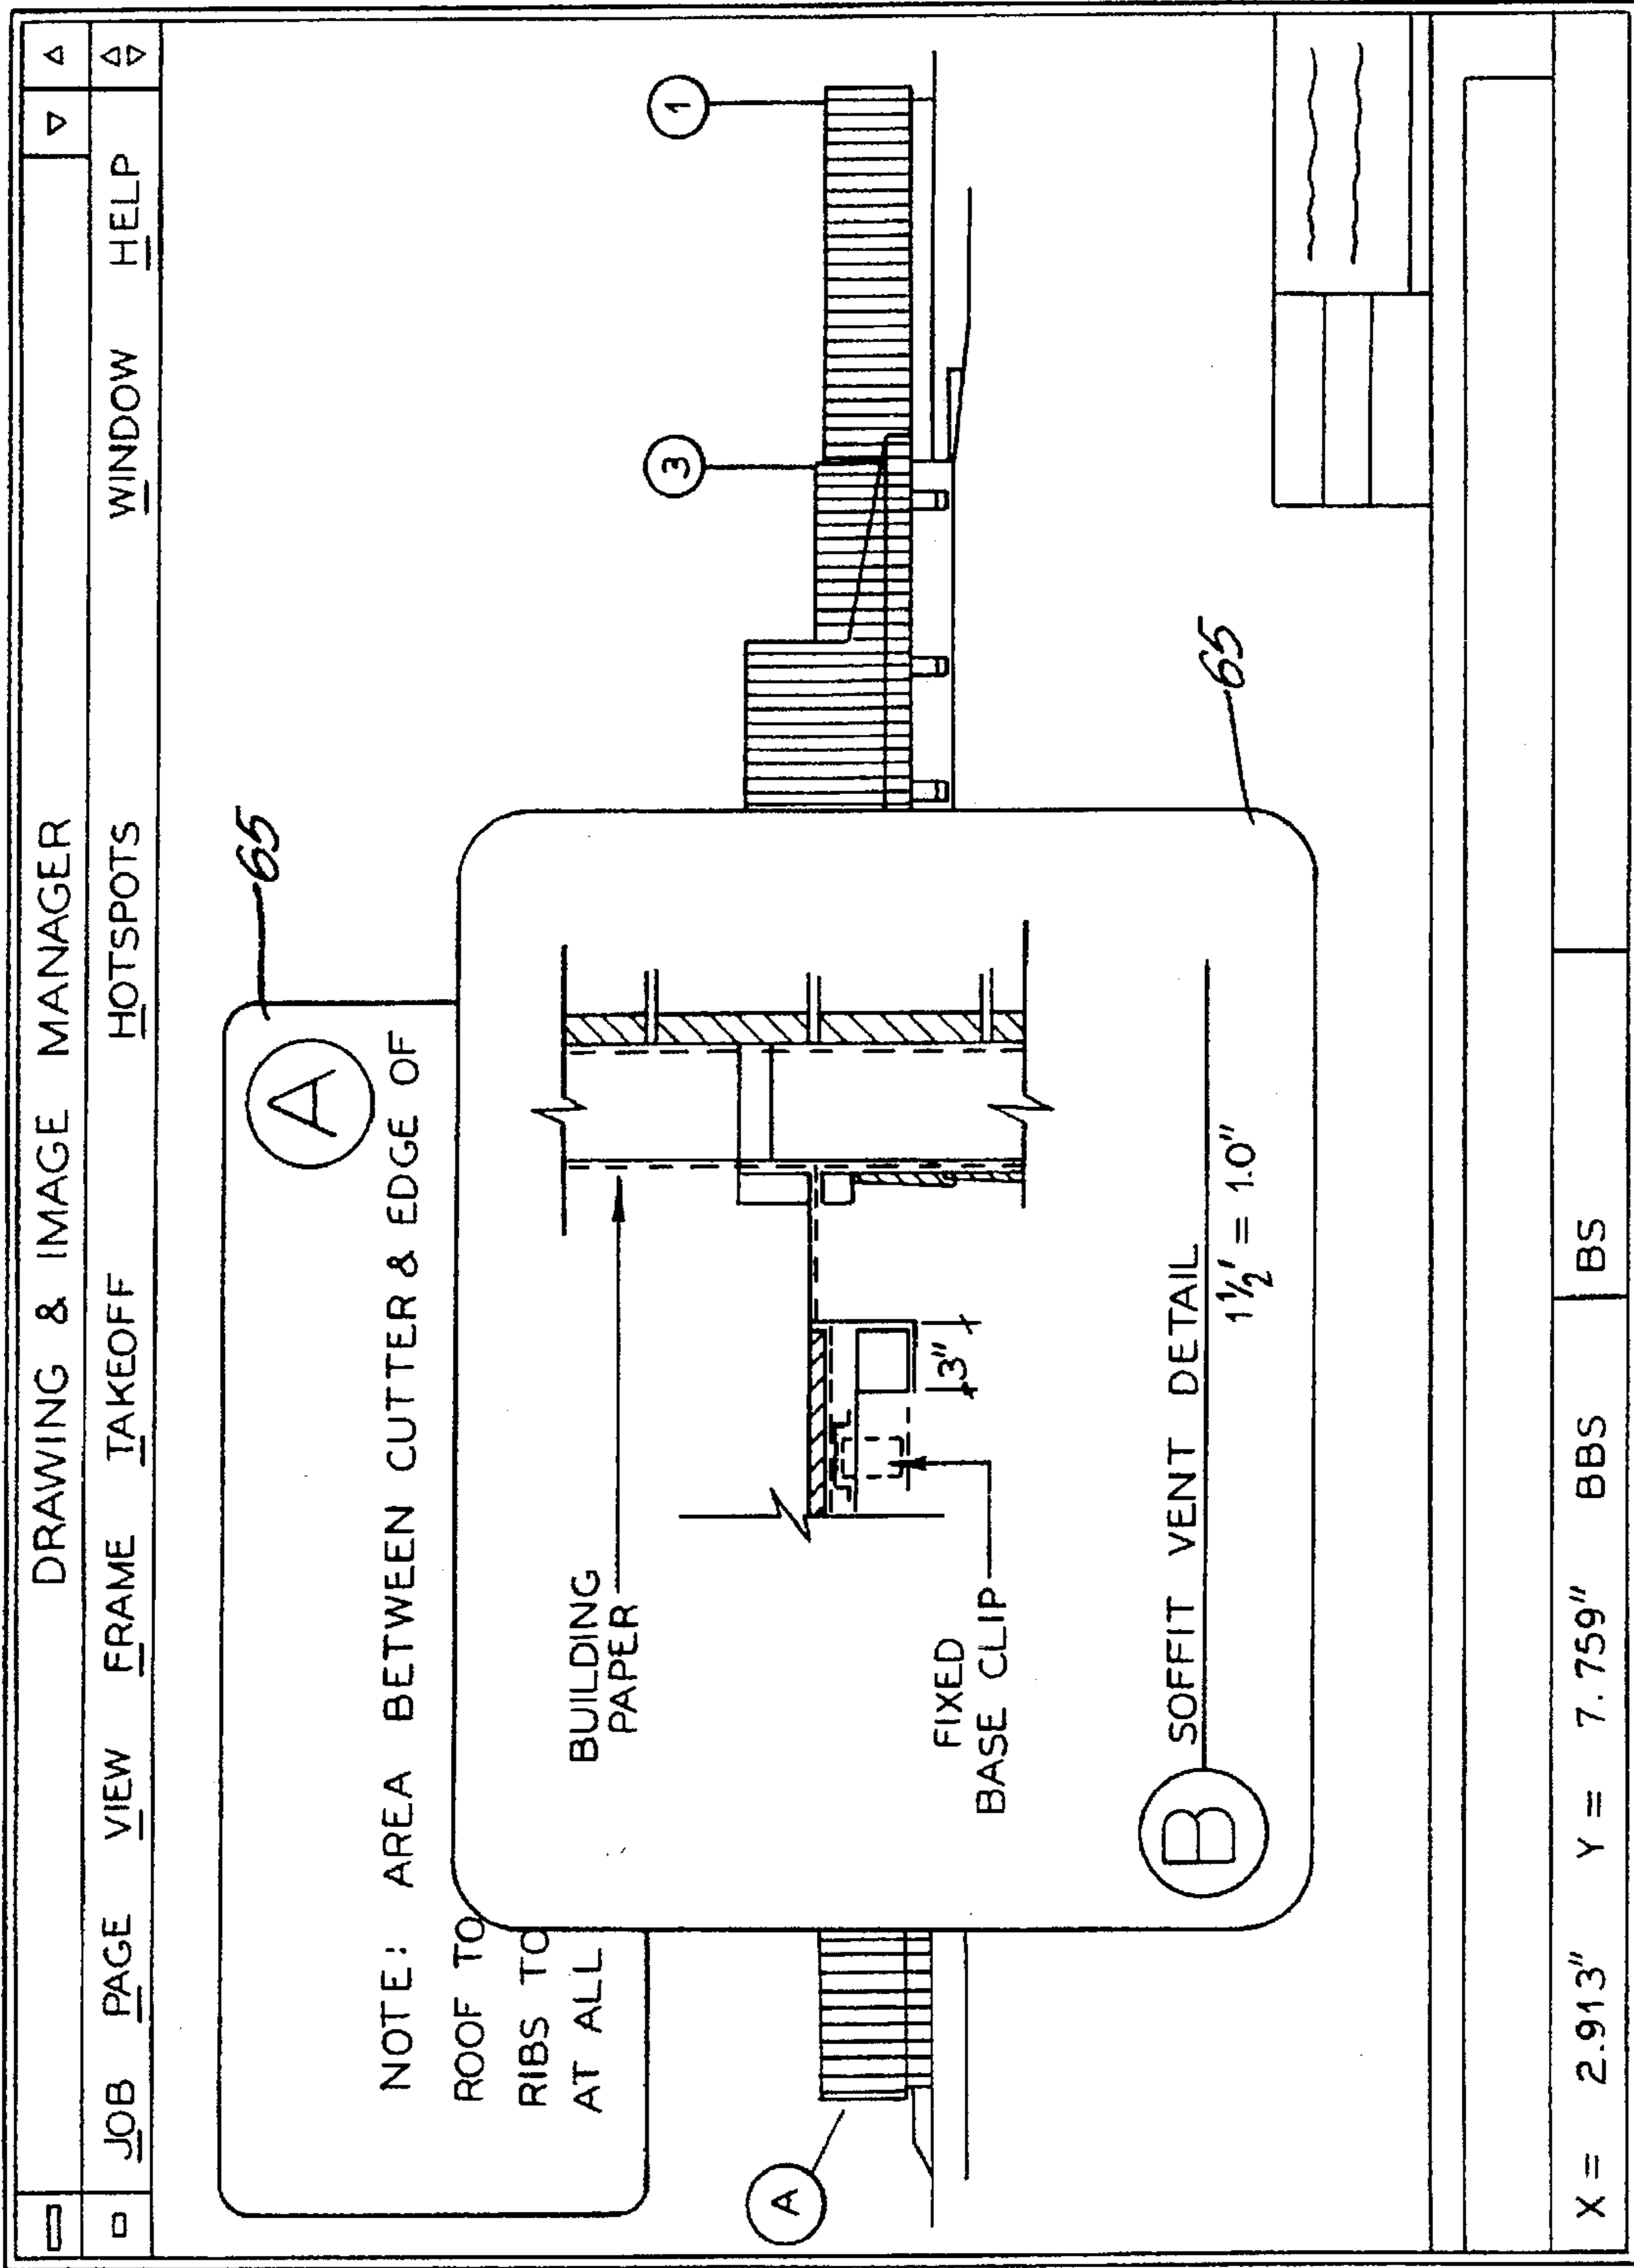 DRAWING & IMAGE MANAGER
JOB PAGE VIEW FRAME TAKEOFF HOTSPOTS WINDOW HELP
65
A
NOTE: AREA BETWEEN CUTTER & EDGE OF
ROOF TO
RIBS TO
AT ALL
BUILDING
PAPER
3"
FIXED
BASE CLIP
B
SOFFIT VENT DETAIL
1½' = 1.0"
65
A
3
1
X = 2.913" Y = 7.759" BBS BS